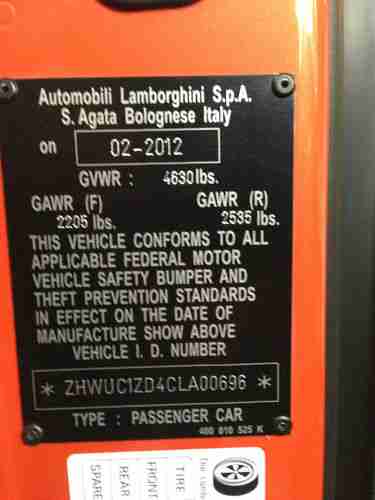 Automobili Lamborghini S.p.A.
S. Agata Bolognese Italy
on 02-2012
GVWR : 4630lbs.
GAWR (F) GAWR (R)
2205 lbs. 2535 lbs.
THIS VEHICLE CONFORMS TO ALL
APPLICABLE FEDERAL MOTOR
VEHICLE SAFETY BUMPER AND
THEFT PREVENTION STANDARDS
IN EFFECT ON THE DATE OF
MANUFACTURE SHOW ABOVE
VEHICLE I. D. NUMBER
* ZHWUC1ZD4CLA00696 *
TYPE : PASSENGER CAR
400 010 525 K
TIRE
FRONT
REAR
SPARE